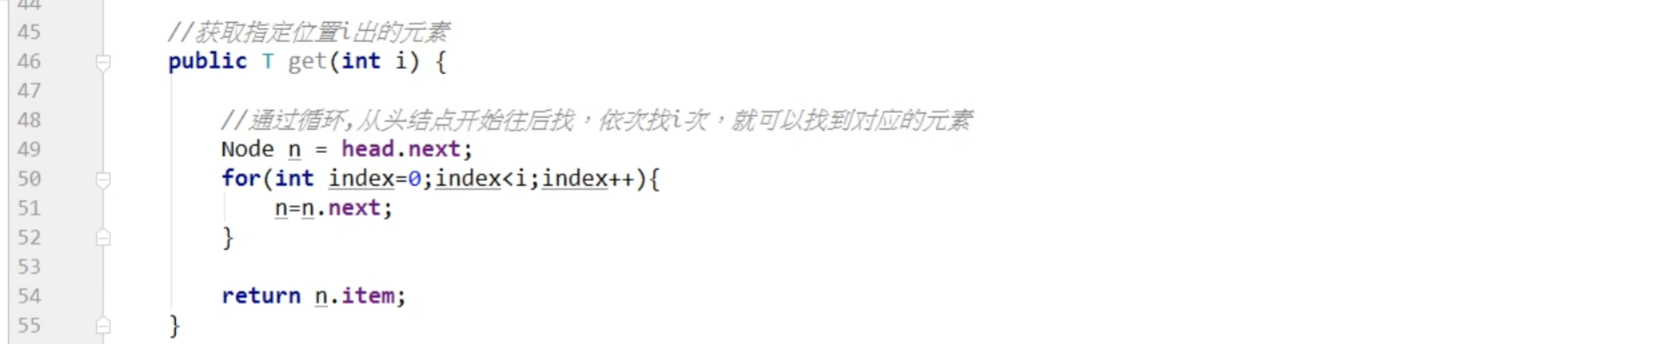 44
45 //获取指定位置i出的元素
46 public T get(int i) {
47
48 //通过循环,从头结点开始往后找，依次找i次，就可以找到对应的元素
49 Node n = head.next;
50 for(int index=0;index<i;index++){
51 n=n.next;
52 }
53
54 return n.item;
55 }